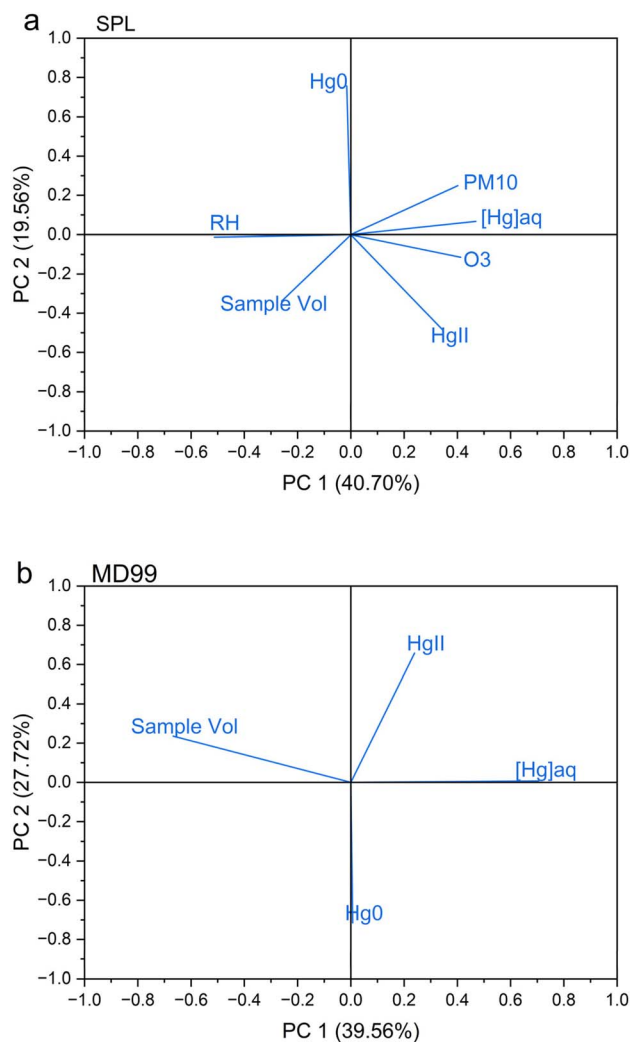 a SPL
1.0
0.8
0.6
0.4
0.2
0.0
−0.2
−0.4
−0.6
−0.8
−1.0
PC 2 (19.56%)
Hg0
PM10
[Hg]aq
RH
O3
Sample Vol
HgII
−1.0 −0.8 −0.6 −0.4 −0.2 0.0 0.2 0.4 0.6 0.8 1.0
PC 1 (40.70%)
b MD99
1.0
0.8
0.6
0.4
0.2
0.0
−0.2
−0.4
−0.6
−0.8
−1.0
PC 2 (27.72%)
HgII
Sample Vol
[Hg]aq
Hg0
−1.0 −0.8 −0.6 −0.4 −0.2 0.0 0.2 0.4 0.6 0.8 1.0
PC 1 (39.56%)